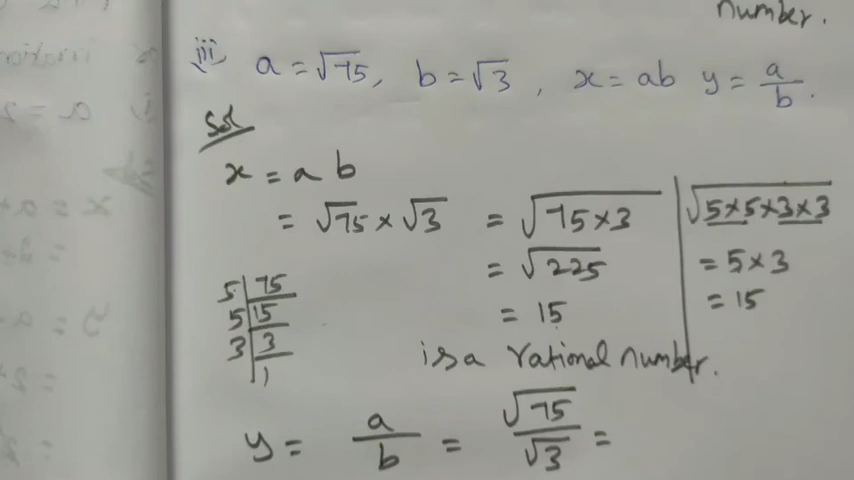 number.
iii, a = √75, b = √3, x = ab y = a/b.
Sol
x = a b
= √75 × √3 = √75×3 √5×5×3×3
= √225 = 5×3
= 15 = 15
5 | 75
5 | 15
3 | 3
1
is a rational number.
y = a/b = √75/√3 =